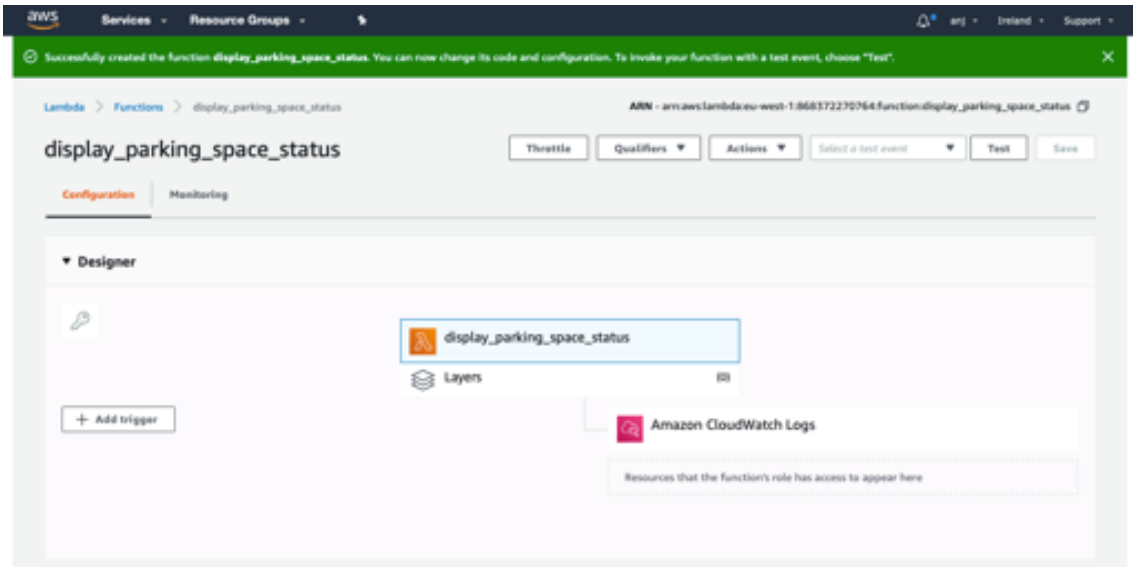 aws Services Resource Groups anj Ireland Support
Successfully created the function display_parking_space_status. You can now change its code and configuration. To invoke your function with a test event, choose "Test".
Lambda > Functions > display_parking_space_status
ARN - arn:aws:lambda:eu-west-1:868372270764:function:display_parking_space_status
display_parking_space_status
Throttle Qualifiers Actions Select a test event Test Save
Configuration Monitoring
Designer
display_parking_space_status
Layers (0)
+ Add trigger
Amazon CloudWatch Logs
Resources that the function's role has access to appear here